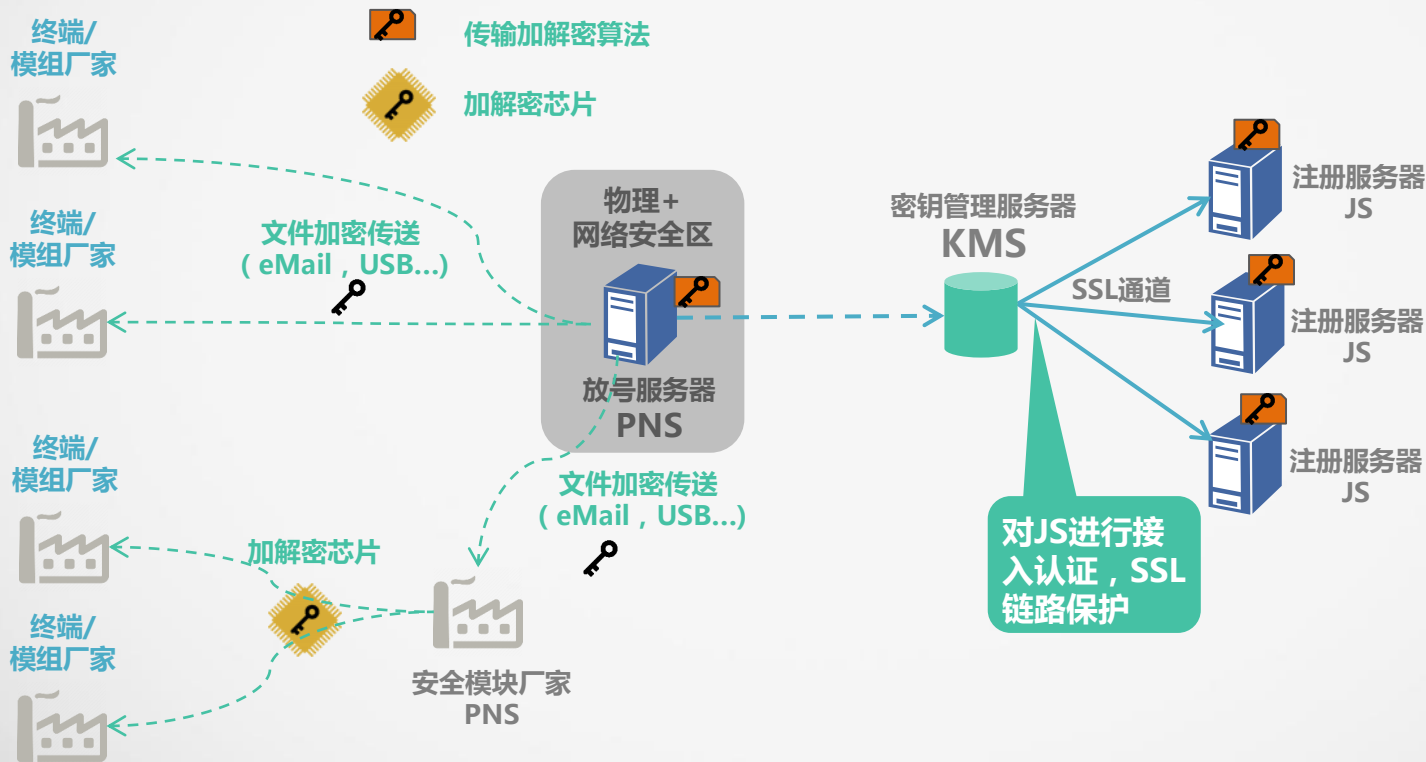 终端/
模组厂家
传输加解密算法
加解密芯片
终端/
模组厂家
文件加密传送
( eMail，USB...)
物理+
网络安全区
放号服务器
PNS
密钥管理服务器
KMS
SSL通道
注册服务器
JS
注册服务器
JS
注册服务器
JS
对JS进行接
入认证，SSL
链路保护
文件加密传送
( eMail，USB...)
终端/
模组厂家
加解密芯片
终端/
模组厂家
安全模块厂家
PNS